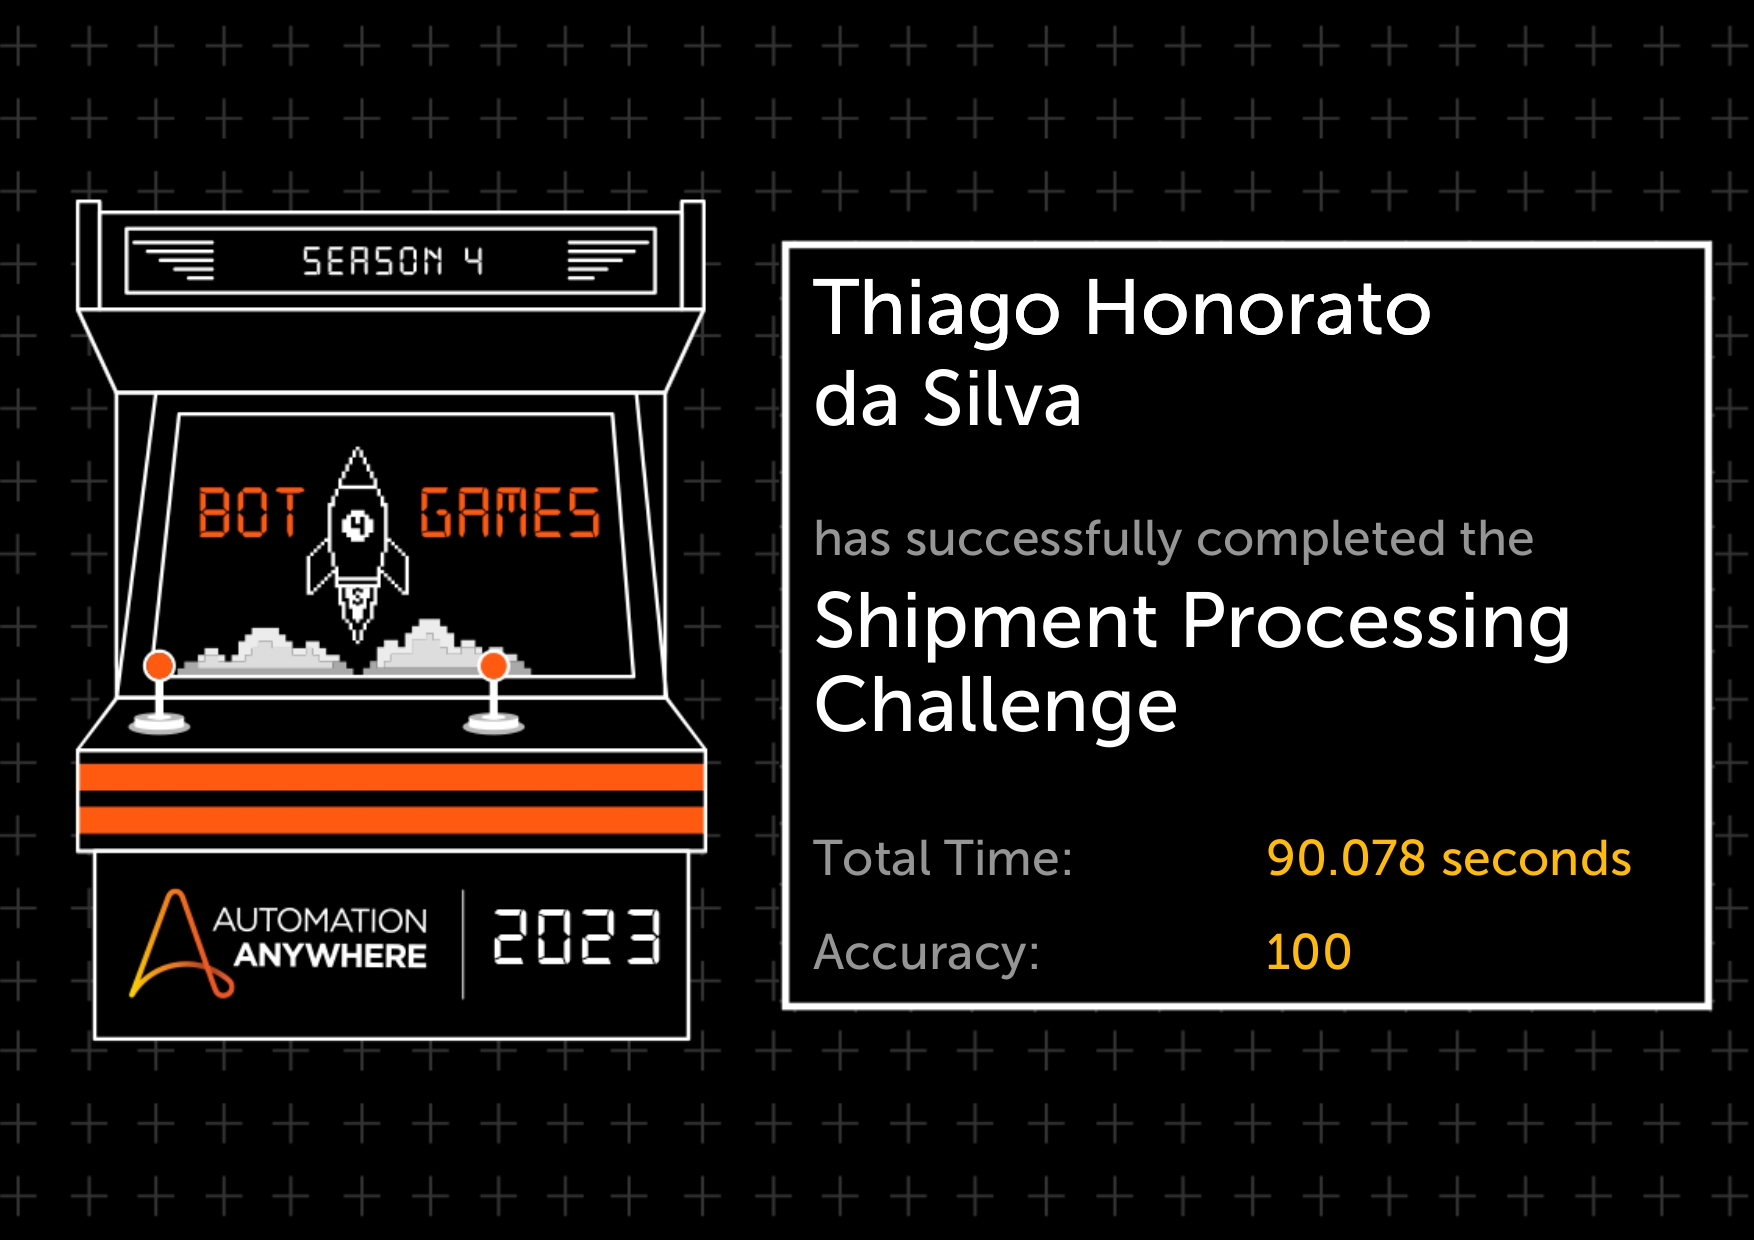 SEASON 4
BOT GAMES
4
S
AUTOMATION
ANYWHERE
2023
Thiago Honorato
da Silva
has successfully completed the
Shipment Processing
Challenge
Total Time: 90.078 seconds
Accuracy: 100